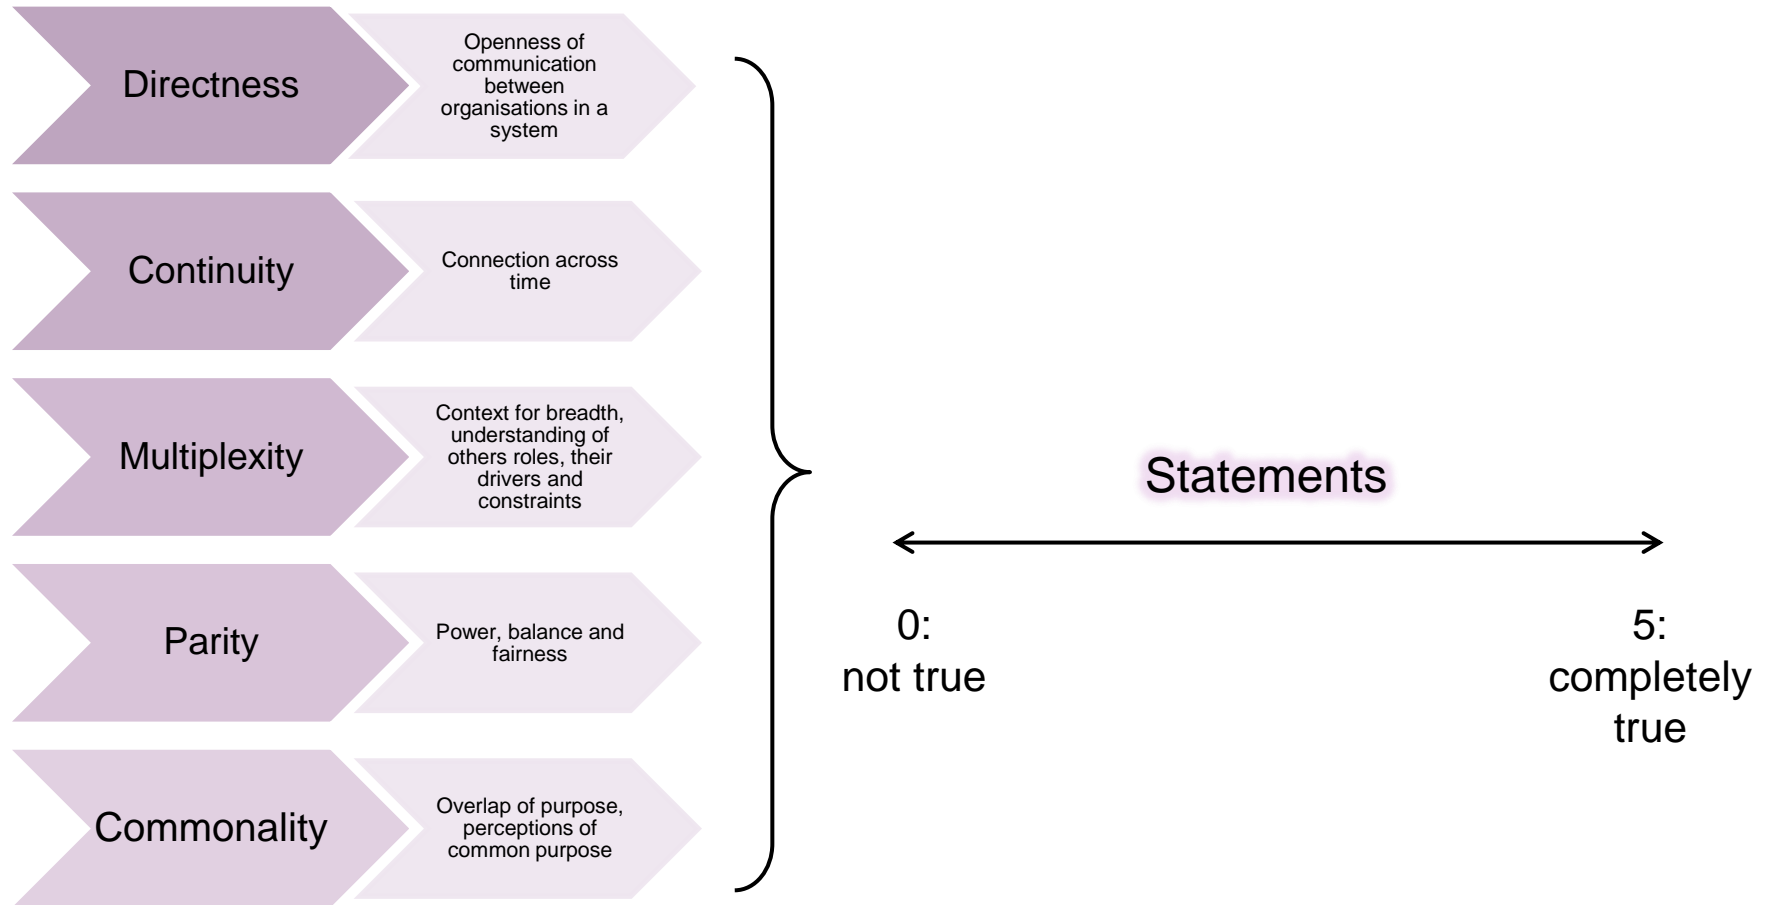 Directness
Openness of
communication
between
organisations in a
system
Continuity
Connection across
time
Multiplexity
Context for breadth,
understanding of
others roles, their
drivers and
constraints
Parity
Power, balance and
fairness
Commonality
Overlap of purpose,
perceptions of
common purpose
Statements
0:
not true
5:
completely
true